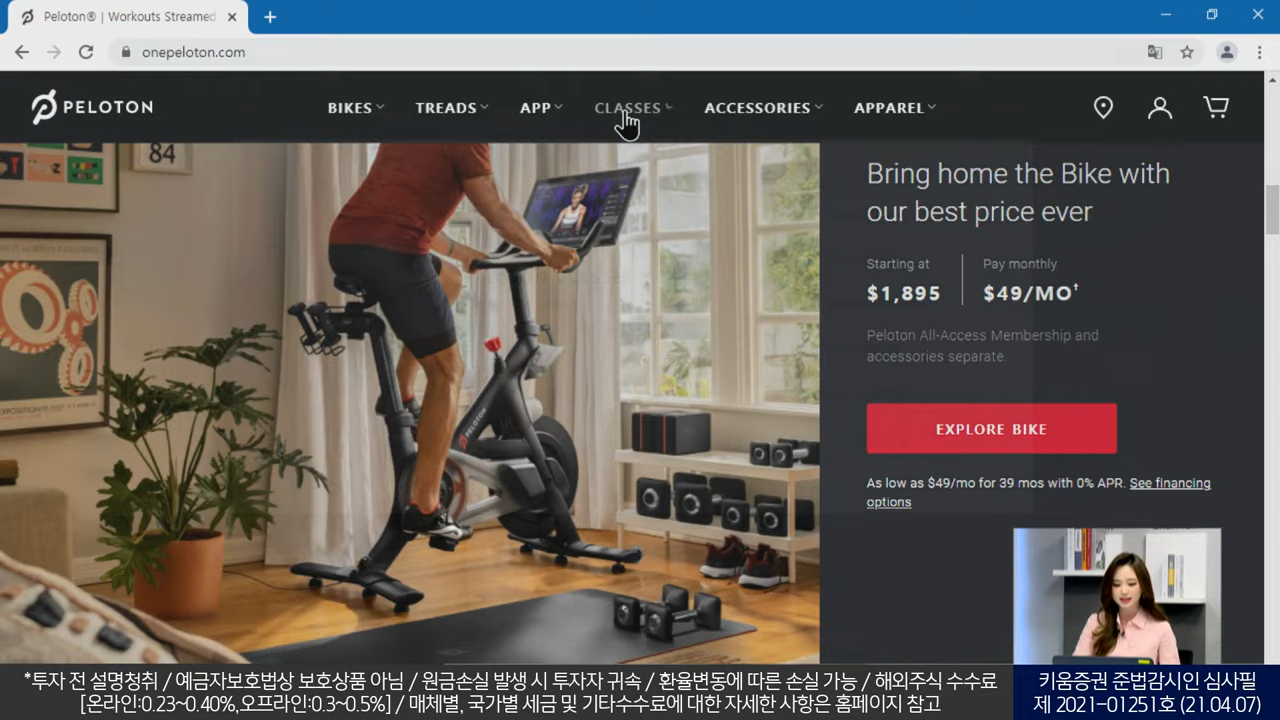 Peloton® | Workouts Streamed
onepeloton.com
PELOTON
BIKES
TREADS
APP
CLASSES
ACCESSORIES
APPAREL
84
Bring home the Bike with
our best price ever
Starting at
Pay monthly
$1,895
$49/MO†
Peloton All-Access Membership and
accessories separate.
EXPLORE BIKE
As low as $49/mo for 39 mos with 0% APR. See financing
options
PELOTON
*투자 전 설명청취 / 예금자보호법상 보호상품 아님 / 원금손실 발생 시 투자자 귀속 / 환율변동에 따른 손실 가능 / 해외주식 수수료
[온라인:0.23~0.40%,오프라인:0.3~0.5%] / 매체별, 국가별 세금 및 기타수수료에 대한 자세한 사항은 홈페이지 참고
키움증권 준법감시인 심사필
제 2021-01251호 (21.04.07)